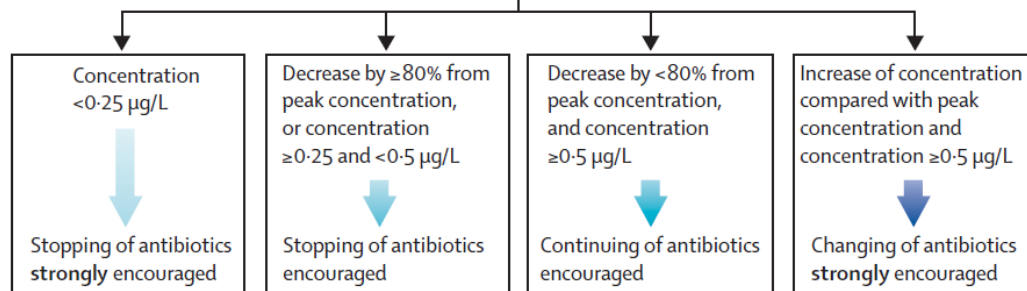 Concentration
<0·25 μg/L
Stopping of antibiotics
strongly encouraged
Decrease by ≥80% from
peak concentration,
or concentration
≥0·25 and <0·5 μg/L
Stopping of antibiotics
encouraged
Decrease by <80% from
peak concentration,
and concentration
≥0·5 μg/L
Continuing of antibiotics
encouraged
Increase of concentration
compared with peak
concentration and
concentration ≥0·5 μg/L
Changing of antibiotics
strongly encouraged